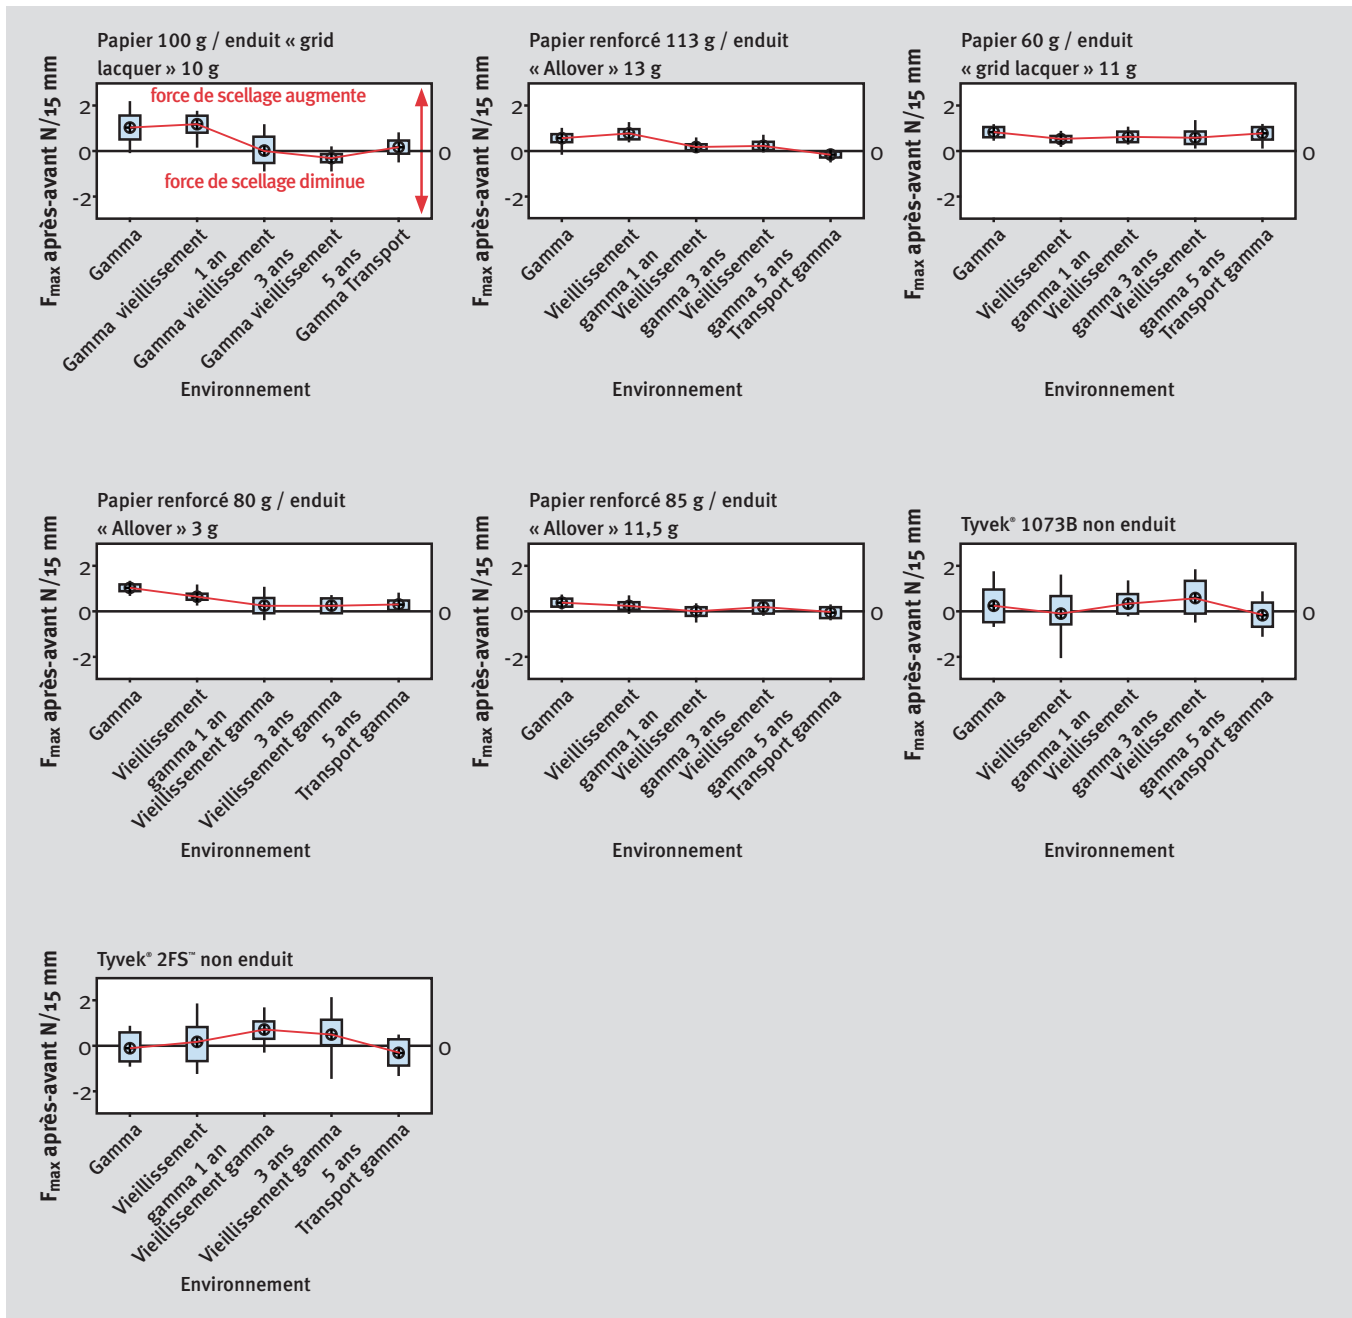 Papier 100 g / enduit « grid
lacquer » 10 g
Fmax après-avant N/15 mm
2
0
-2
force de scellage augmente
force de scellage diminue
0
Gamma
Gamma vieillissement
1 an
Gamma vieillissement
3 ans
Gamma vieillissement
5 ans
Gamma Transport
Environnement
Papier renforcé 113 g / enduit
« Allover » 13 g
Fmax après-avant N/15 mm
2
0
-2
0
Gamma
Vieillissement
gamma 1 an
Vieillissement
gamma 3 ans
Vieillissement
gamma 5 ans
Transport gamma
Environnement
Papier 60 g / enduit
« grid lacquer » 11 g
Fmax après-avant N/15 mm
2
0
-2
0
Gamma
Vieillissement
gamma 1 an
Vieillissement
gamma 3 ans
Vieillissement
gamma 5 ans
Transport gamma
Environnement
Papier renforcé 80 g / enduit
« Allover » 3 g
Fmax après-avant N/15 mm
2
0
-2
0
Gamma
Vieillissement
gamma 1 an
Vieillissement gamma
3 ans
Vieillissement gamma
5 ans
Transport gamma
Environnement
Papier renforcé 85 g / enduit
« Allover » 11,5 g
Fmax après-avant N/15 mm
2
0
-2
0
Gamma
Vieillissement
gamma 1 an
Vieillissement
gamma 3 ans
Vieillissement
gamma 5 ans
Transport gamma
Environnement
Tyvek® 1073B non enduit
Fmax après-avant N/15 mm
2
0
-2
0
Gamma
Vieillissement
gamma 1 an
Vieillissement
gamma 3 ans
Vieillissement
gamma 5 ans
Transport gamma
Environnement
Tyvek® 2FS™ non enduit
Fmax après-avant N/15 mm
2
0
-2
0
Gamma
Vieillissement
gamma 1 an
Vieillissement gamma
3 ans
Vieillissement gamma
5 ans
Transport gamma
Environnement